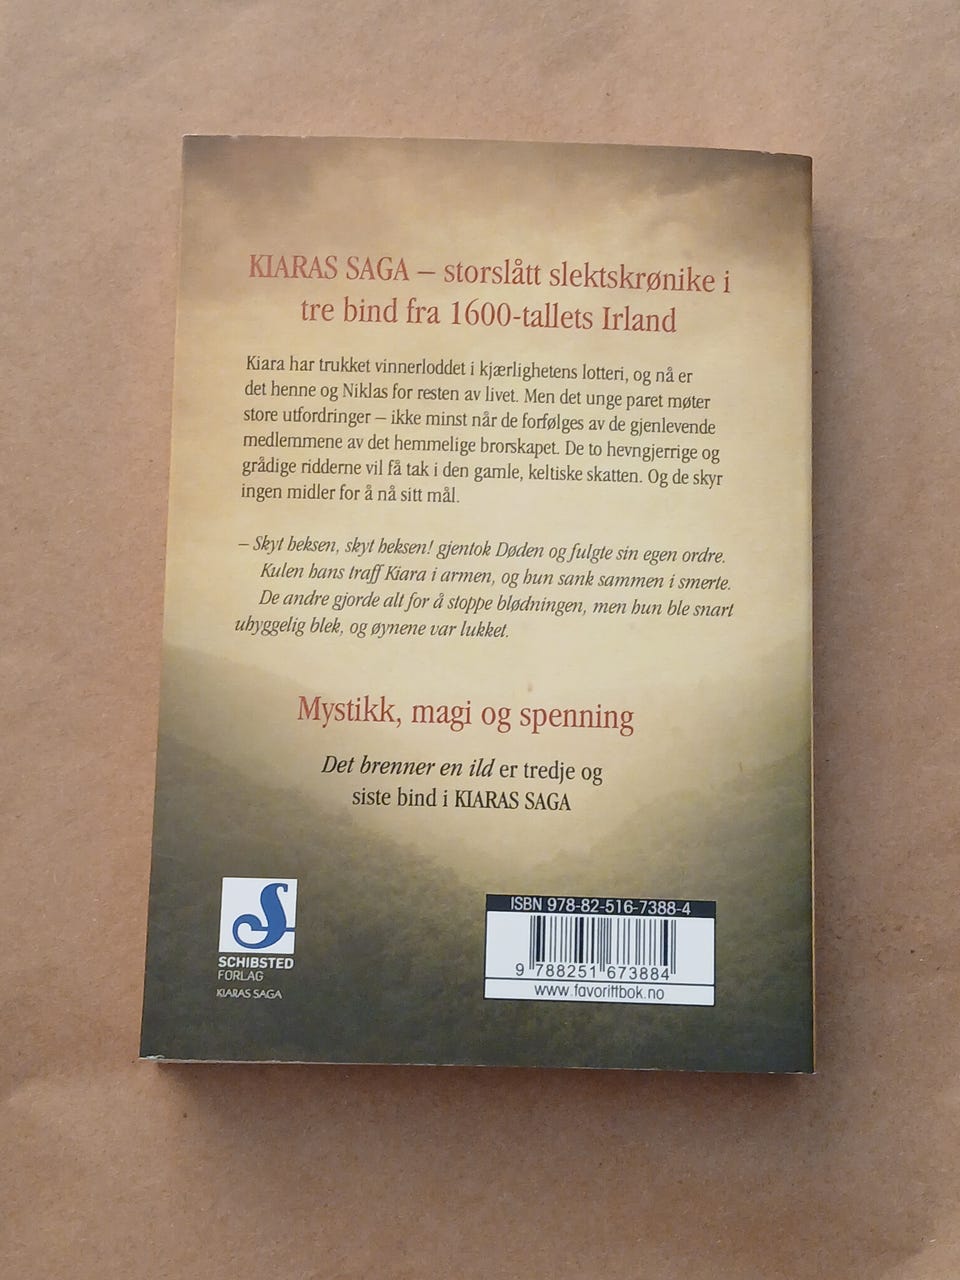 KIARAS SAGA – storslått slektskrønike i
tre bind fra 1600-tallets Irland
Kiara har trukket vinnerloddet i kjærlighetens lotteri, og nå er
det henne og Niklas for resten av livet. Men det unge paret møter
store utfordringer – ikke minst når de forfølges av de gjenlevende
medlemmene av det hemmelige brorskapet. De to hevngjerrige og
grådige ridderne vil få tak i den gamle, keltiske skatten. Og de skyr
ingen midler for å nå sitt mål.
– Skyt heksen, skyt heksen! gjentok Døden og fulgte sin egen ordre.
Kulen hans traff Kiara i armen, og hun sank sammen i smerte.
De andre gjorde alt for å stoppe blødningen, men hun ble snart
uhyggelig blek, og øynene var lukket.
Mystikk, magi og spenning
Det brenner en ild er tredje og
siste bind i KIARAS SAGA
S
SCHIBSTED
FORLAG
KIARAS SAGA
ISBN 978-82-516-7388-4
9 788251 673884
www.favorittbok.no